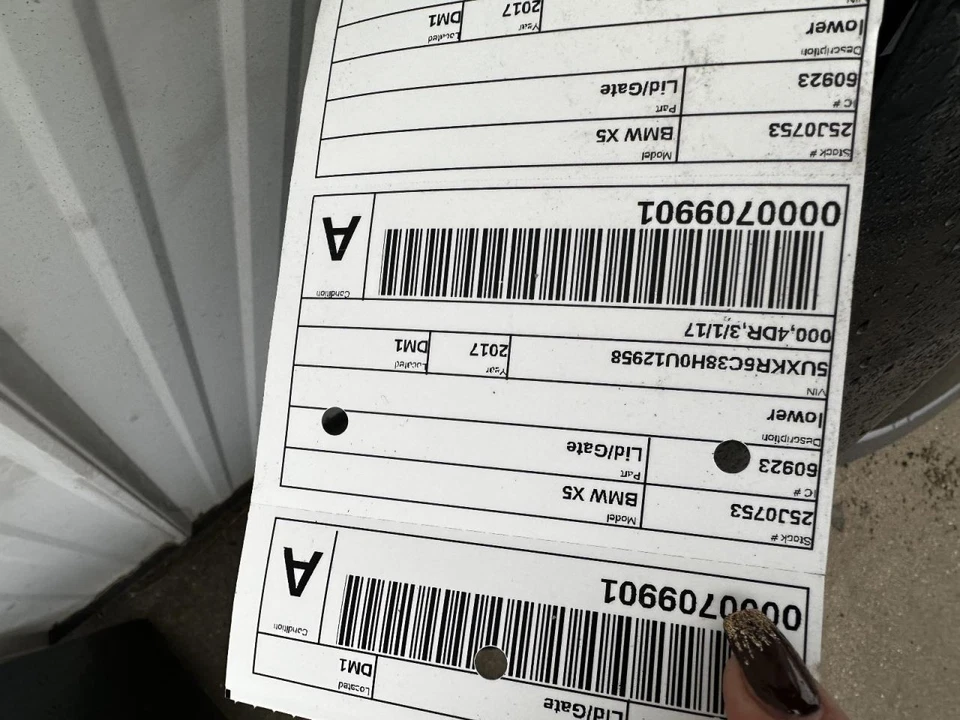 Lid/Gate
Located
DM1
Condition
A
0000709901
Stock# Model
25J0753 BMW X5
IC # Part
60923 Lid/Gate
Description
lower
VIN Year Located
5UXKR6C38H0U12958 2017 DM1
000,4DR,3/1/17
Condition
A
0000709901
Stock# Model
25J0753 BMW X5
IC # Part
60923 Lid/Gate
Description
lower
Year Located
2017 DM1